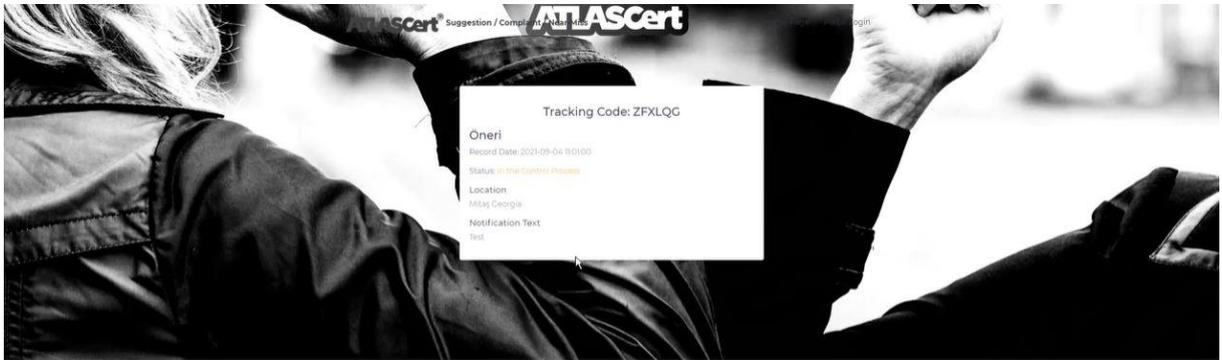 ATLASCert® Suggestion / Complaint / Near Miss
ATLASCert
Login
Tracking Code: ZFXLQG
Öneri
Record Date: 2021-09-04 11:01:00
Status: In the Control Process
Location
Mitaş Georgia
Notification Text
Test